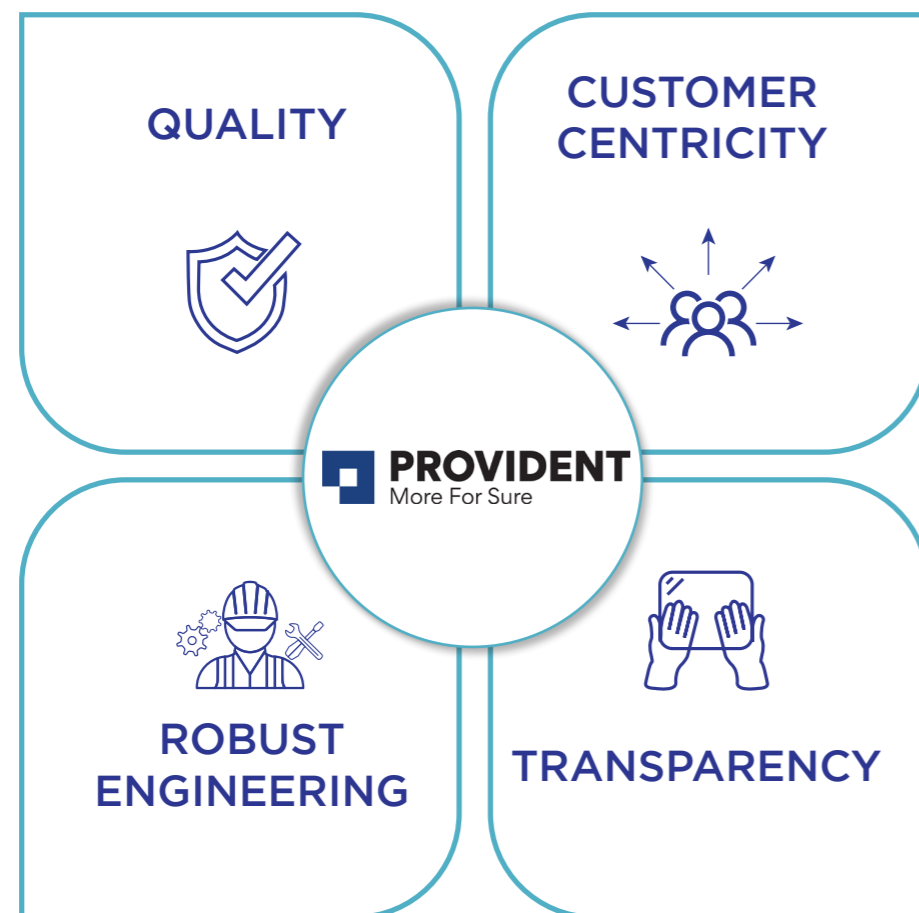 QUALITY
CUSTOMER
CENTRICITY
PROVIDENT
More For Sure
ROBUST
ENGINEERING
TRANSPARENCY